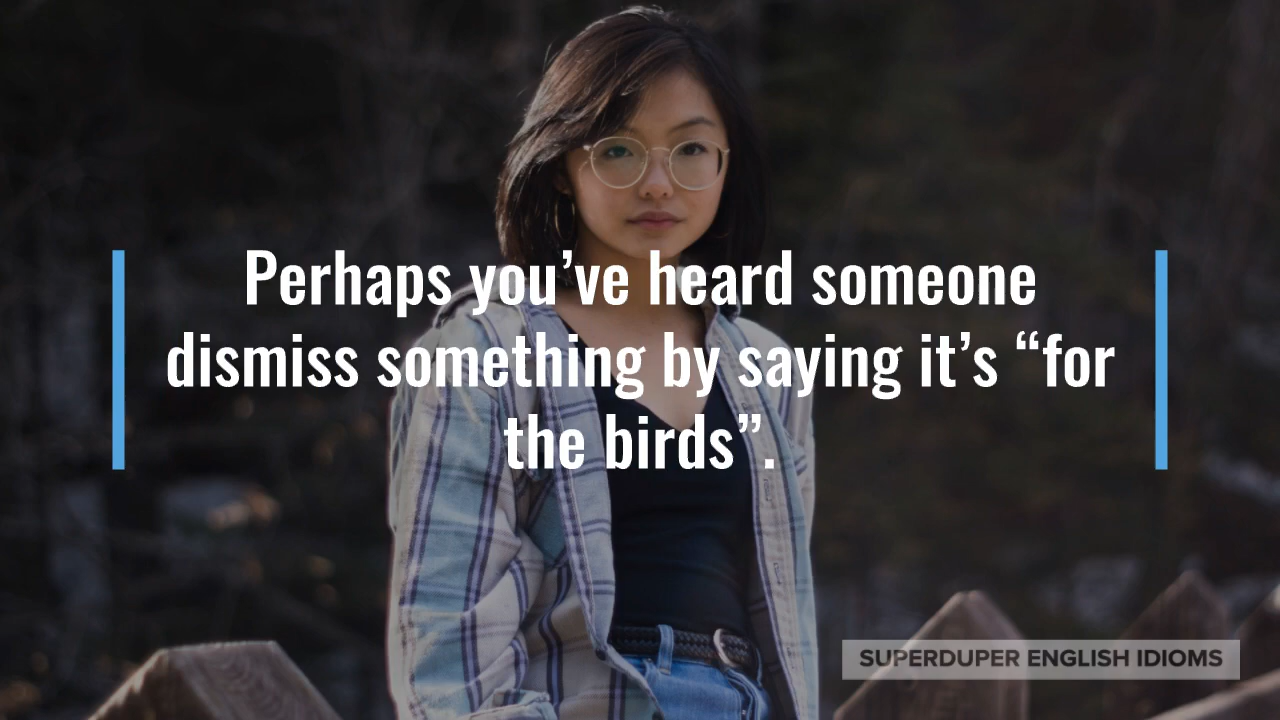 Perhaps you’ve heard someone
dismiss something by saying it’s “for
the birds”.
SUPERDUPER ENGLISH IDIOMS